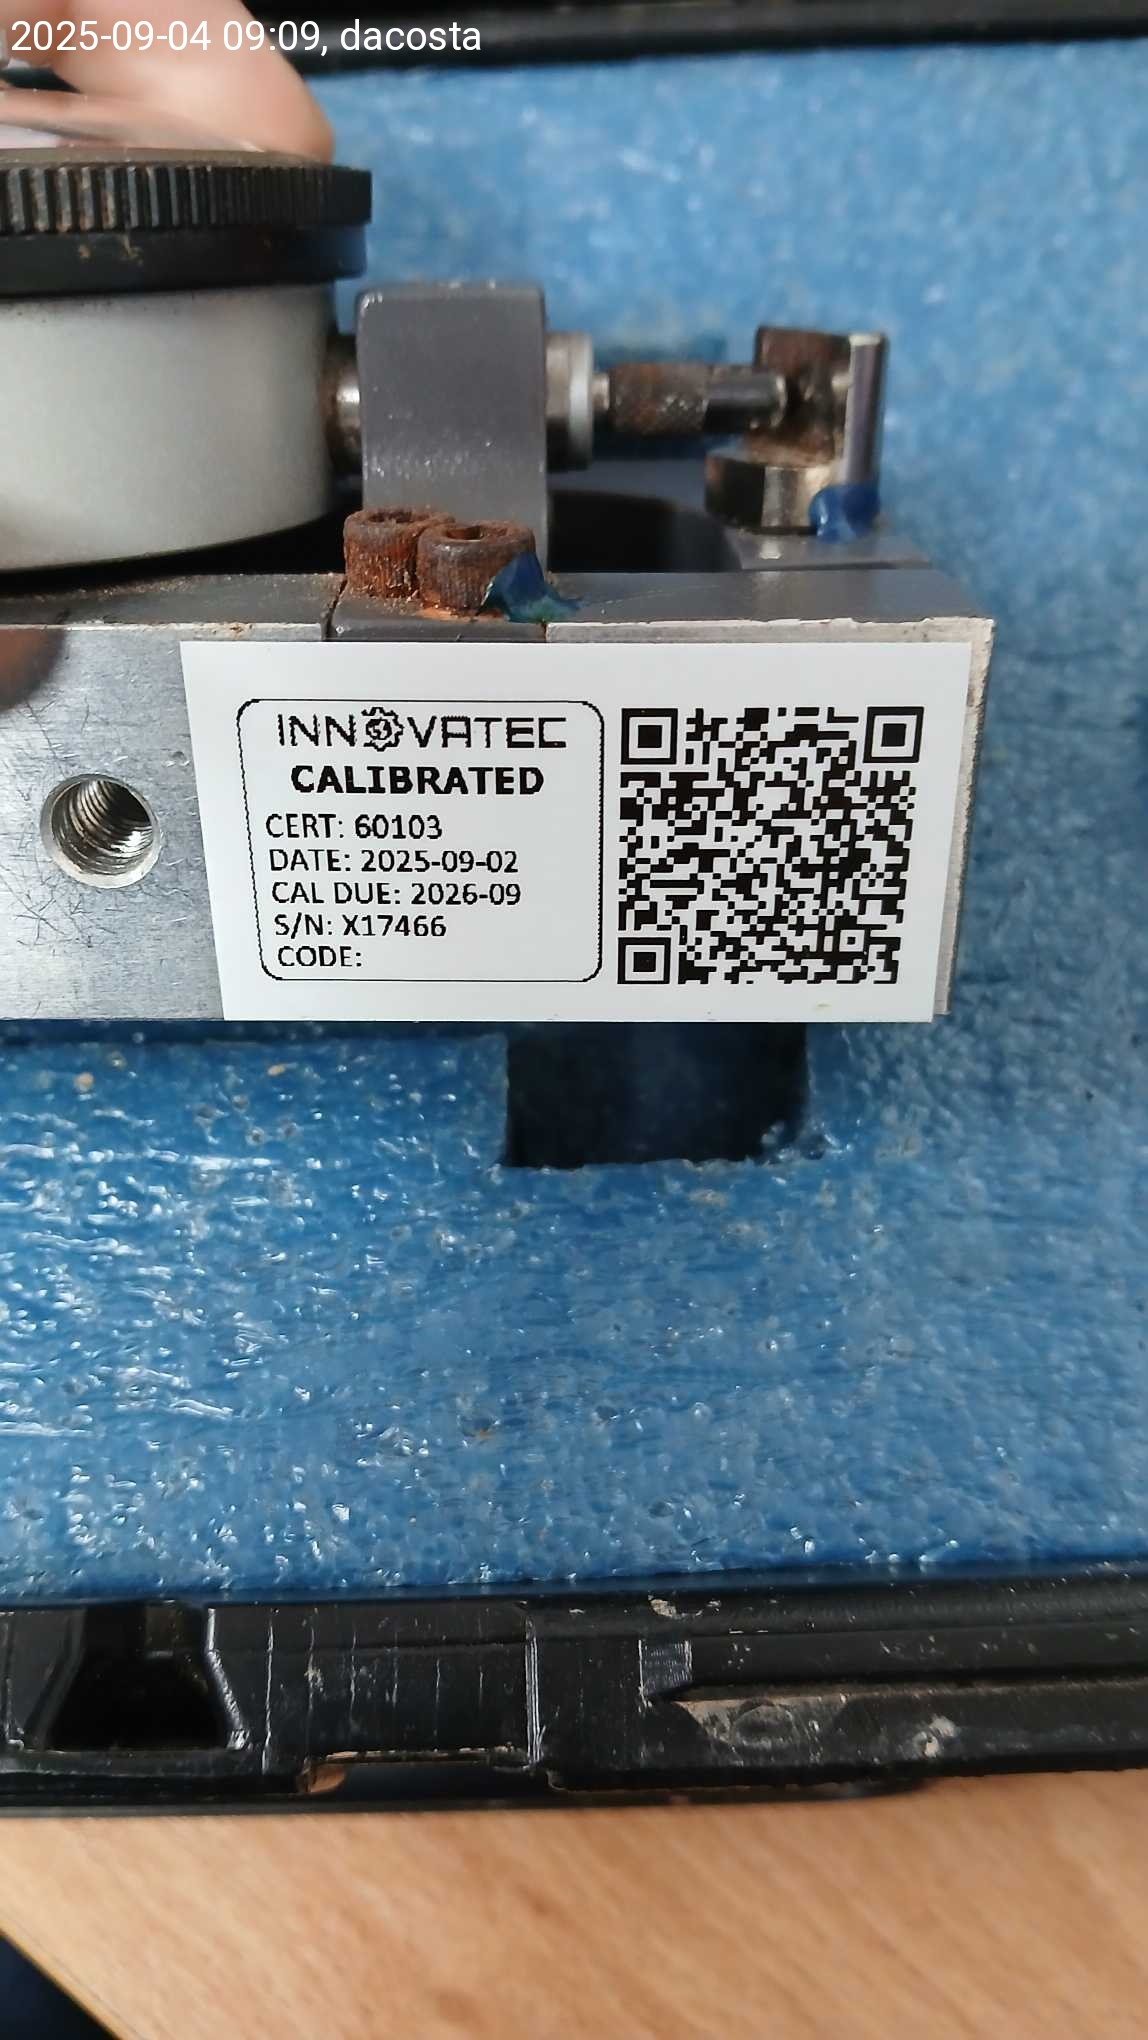 2025-09-04 09:09, dacosta
INNOVATEC
CALIBRATED
CERT: 60103
DATE: 2025-09-02
CAL DUE: 2026-09
S/N: X17466
CODE: